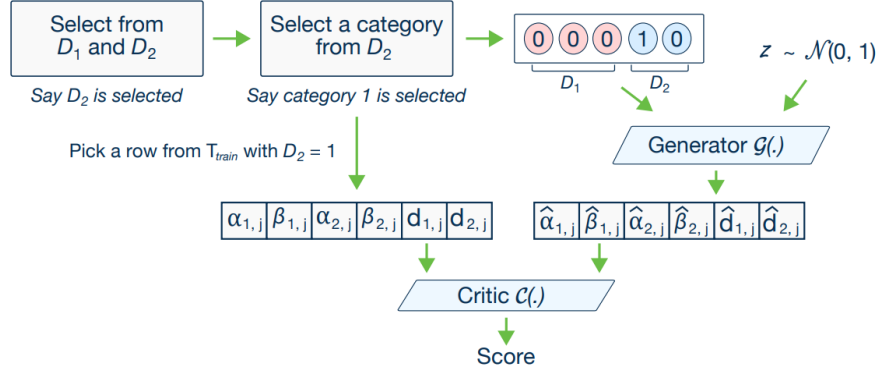 Select from
D₁ and D₂
Select a category
from D₂
0 0 0 1 0
D₁
D₂
z ~ 𝒩(0, 1)
Say D₂ is selected
Say category 1 is selected
Pick a row from T_train with D₂ = 1
Generator 𝒢(.)
α₁, ⱼ β₁, ⱼ α₂, ⱼ β₂, ⱼ d₁, ⱼ d₂, ⱼ
α̂₁, ⱼ β̂₁, ⱼ α̂₂, ⱼ β̂₂, ⱼ d̂₁, ⱼ d̂₂, ⱼ
Critic 𝒞(.)
Score